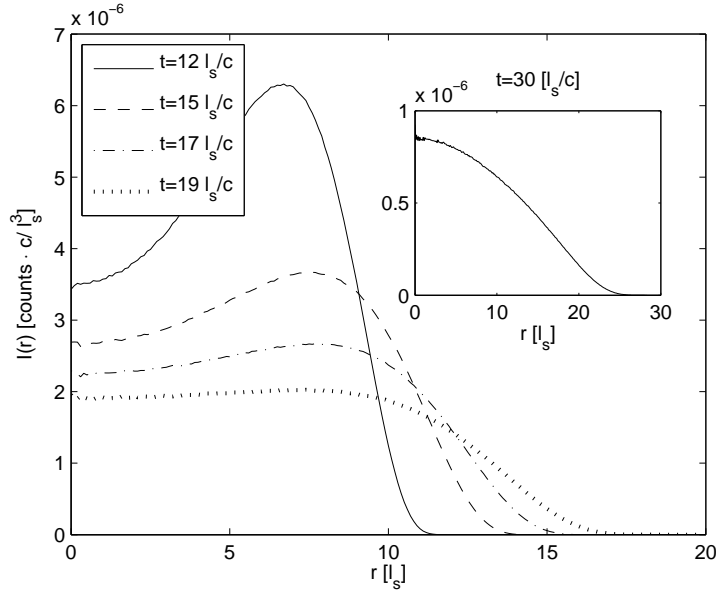 x 10⁻⁶
7
6
5
4
3
2
1
0
I(r) [counts · c/ l_s^3]
t=12 l_s/c
t=15 l_s/c
t=17 l_s/c
t=19 l_s/c
x 10⁻⁶
t=30 [l_s/c]
1
0.5
0
0 10 20 30
r [l_s]
0 5 10 15 20
r [l_s]